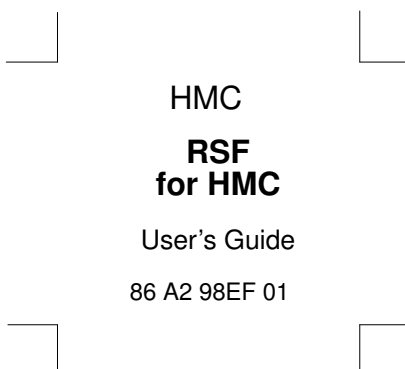 HMC
RSF
for HMC
User's Guide
86 A2 98EF 01